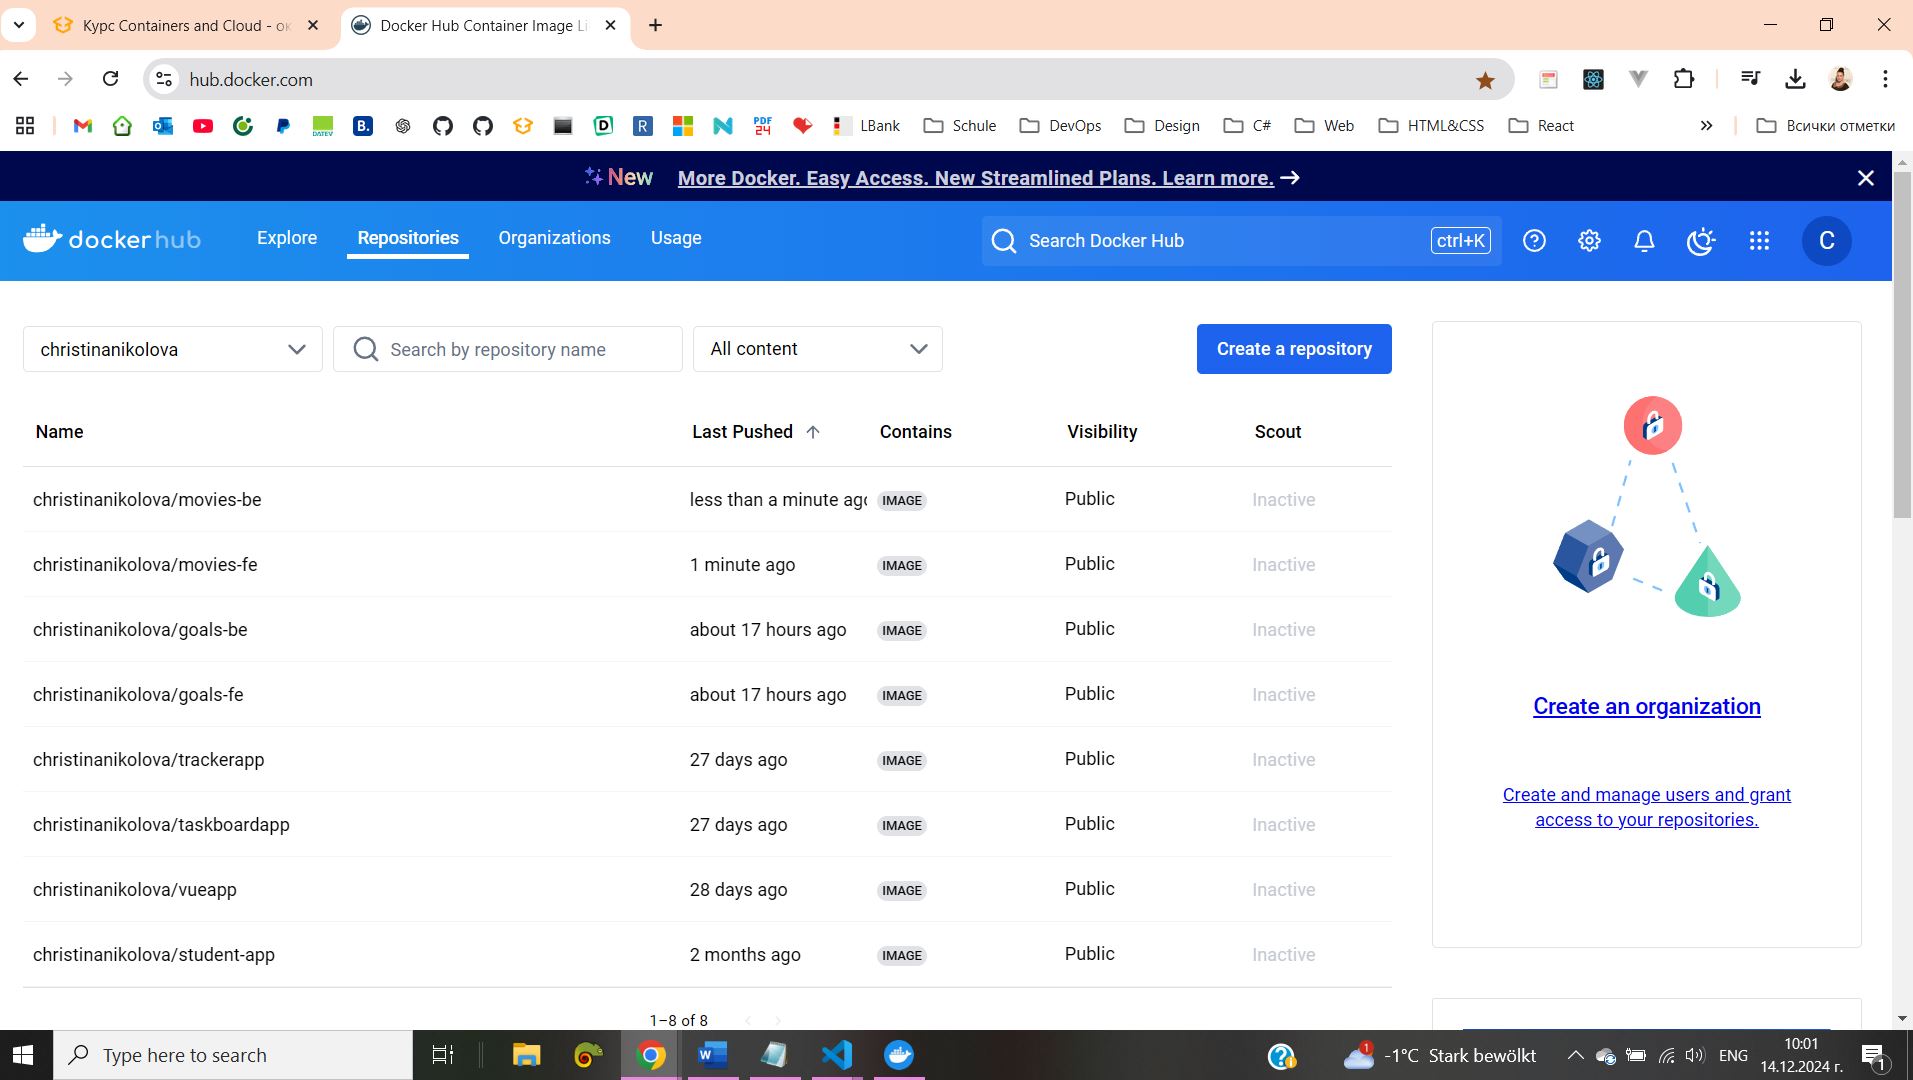 Курс Containers and Cloud - ок
Docker Hub Container Image Li
hub.docker.com
DATEV
B.
D
R
PDF
24
LBank
Schule
DevOps
Design
C#
Web
HTML&CSS
React
Всички отметки
New
More Docker. Easy Access. New Streamlined Plans. Learn more. →
docker hub
Explore
Repositories
Organizations
Usage
Search Docker Hub
ctrl+K
C
christinanikolova
Search by repository name
All content
Create a repository
Name
Last Pushed
Contains
Visibility
Scout
christinanikolova/movies-be
less than a minute ago
IMAGE
Public
Inactive
christinanikolova/movies-fe
1 minute ago
IMAGE
Public
Inactive
christinanikolova/goals-be
about 17 hours ago
IMAGE
Public
Inactive
christinanikolova/goals-fe
about 17 hours ago
IMAGE
Public
Inactive
christinanikolova/trackerapp
27 days ago
IMAGE
Public
Inactive
christinanikolova/taskboardapp
27 days ago
IMAGE
Public
Inactive
christinanikolova/vueapp
28 days ago
IMAGE
Public
Inactive
christinanikolova/student-app
2 months ago
IMAGE
Public
Inactive
1–8 of 8
Create an organization
Create and manage users and grant
access to your repositories.
Type here to search
1
-1°C Stark bewölkt
ENG
10:01
14.12.2024 г.
1